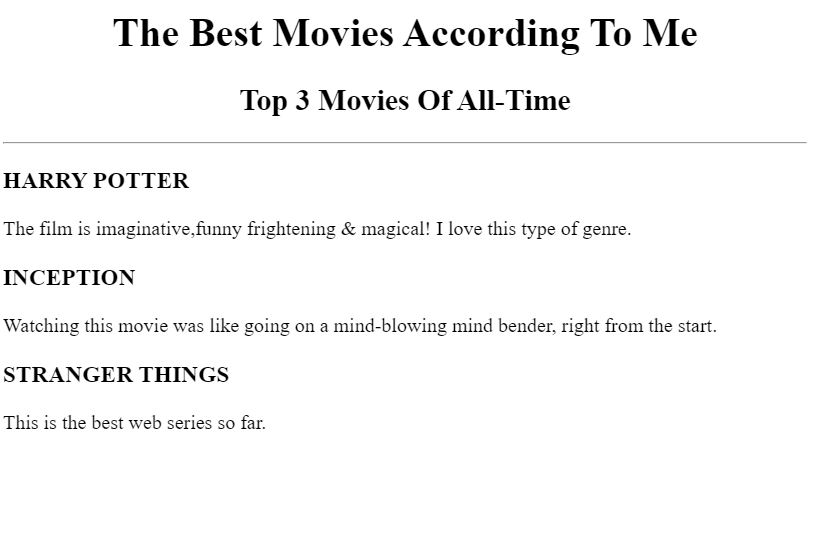 The Best Movies According To Me
Top 3 Movies Of All-Time
HARRY POTTER
The film is imaginative,funny frightening & magical! I love this type of genre.
INCEPTION
Watching this movie was like going on a mind-blowing mind bender, right from the start.
STRANGER THINGS
This is the best web series so far.